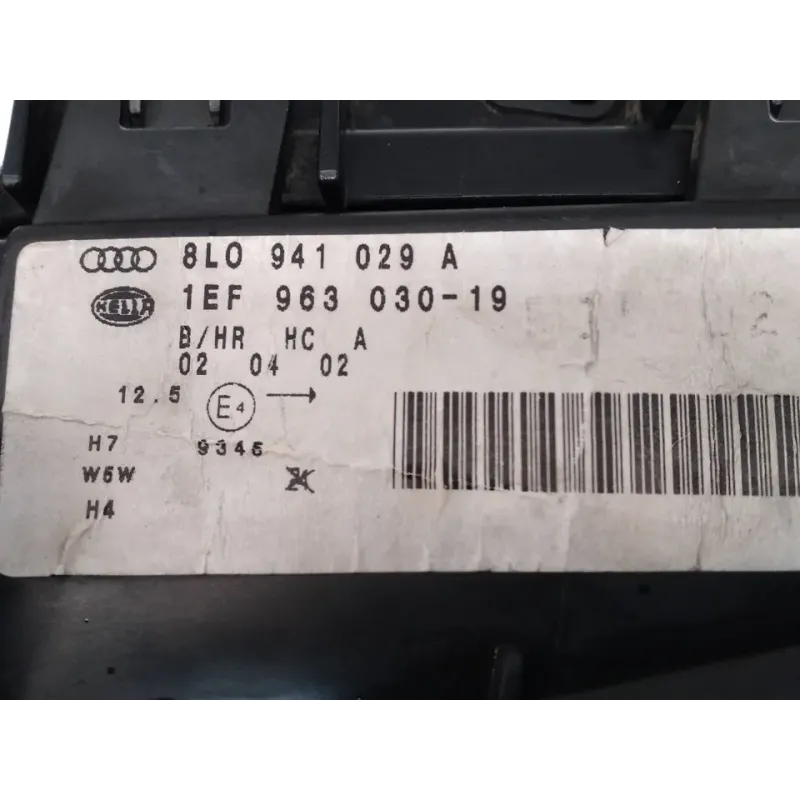 8L0 941 029 A
HELLA 1EF 963 030-19
B/HR HC A
02 04 02
12.5 E4
H7 9346
W5W
H4